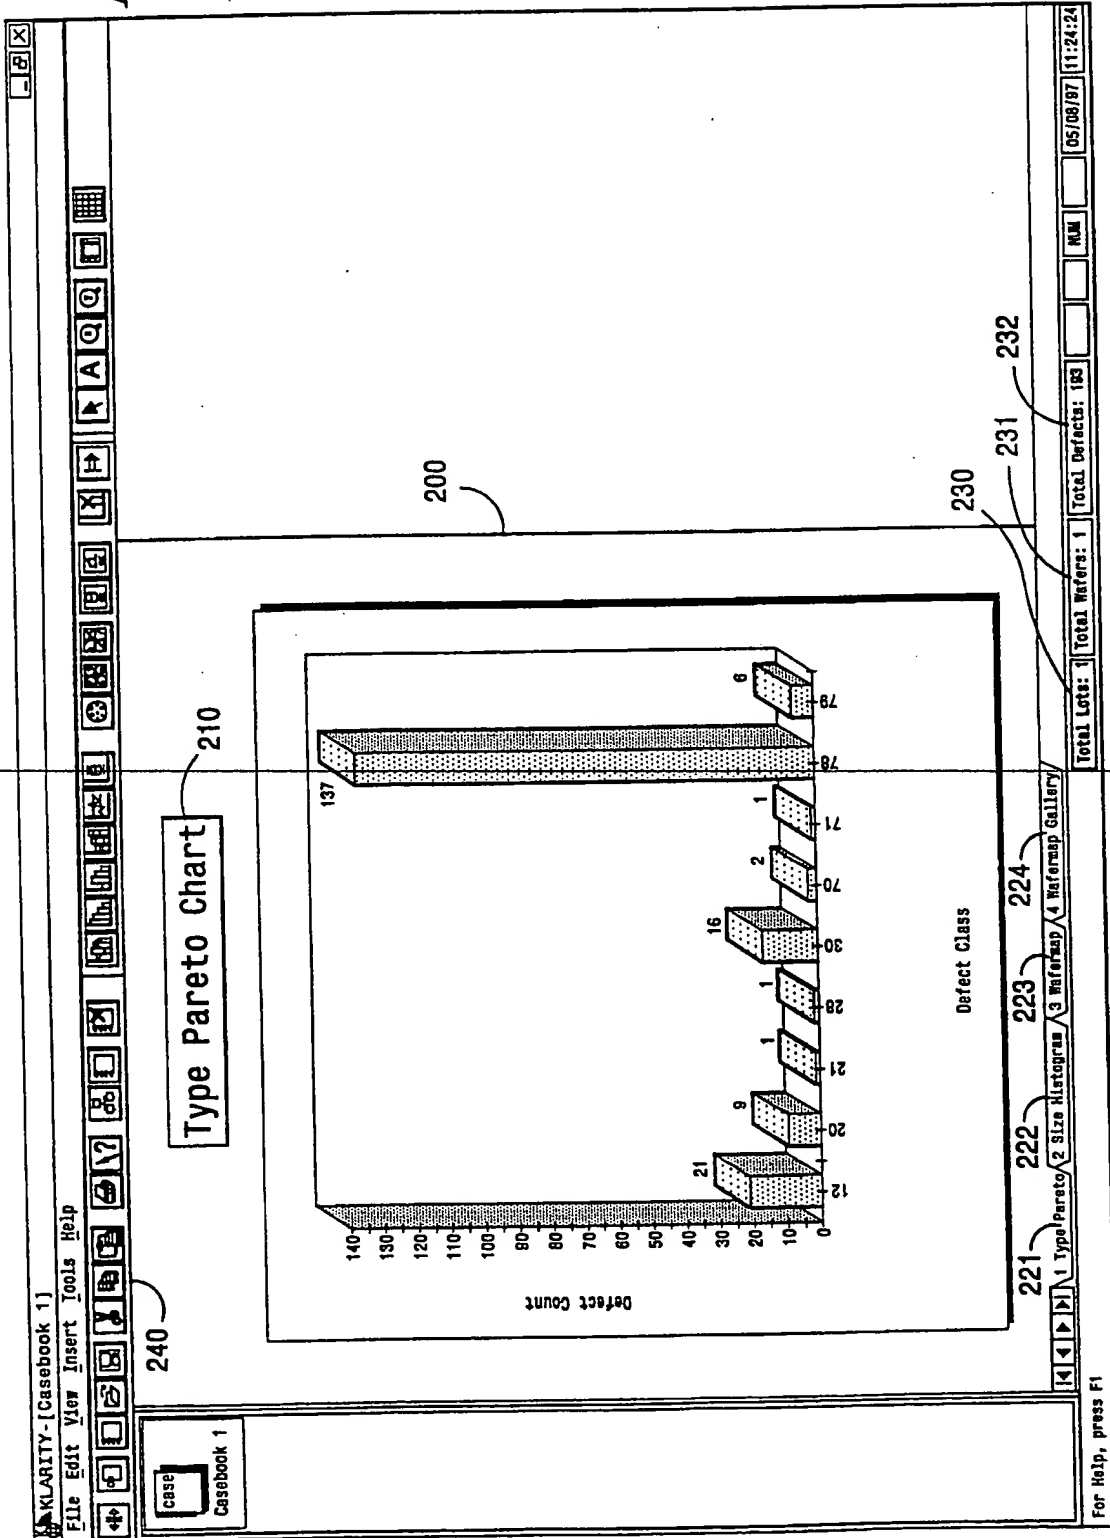 KLARITY-[Casebook 1]
File Edit View Insert Tools Help
A
240
case
Casebook 1
Type Pareto Chart
210
200
Defect Count
140
130
120
110
100
90
80
70
60
50
40
30
20
10
0
21
9
1
1
16
2
1
137
6
12
20
21
28
30
70
71
78
79
Defect Class
221
222
223
224
230
231
232
1 Type Pareto
2 Size Histogram
3 Wafermap
4 Wafermap Gallery
Total Lots: 1
Total Wafers: 1
Total Defects: 193
NUM
05/08/97
11:24:24
For Help, press F1